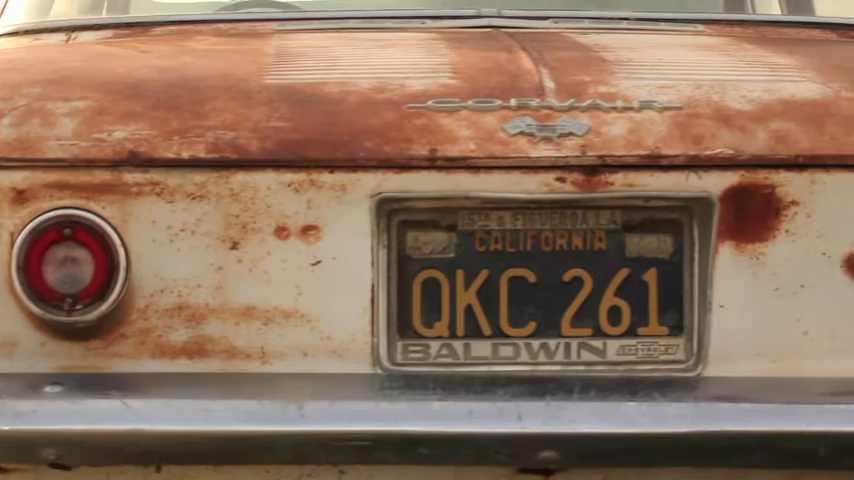 CORVAIR
15TH & FIGUEROA L.A.
CALIFORNIA
QKC 261
BALDWIN CHEVROLET